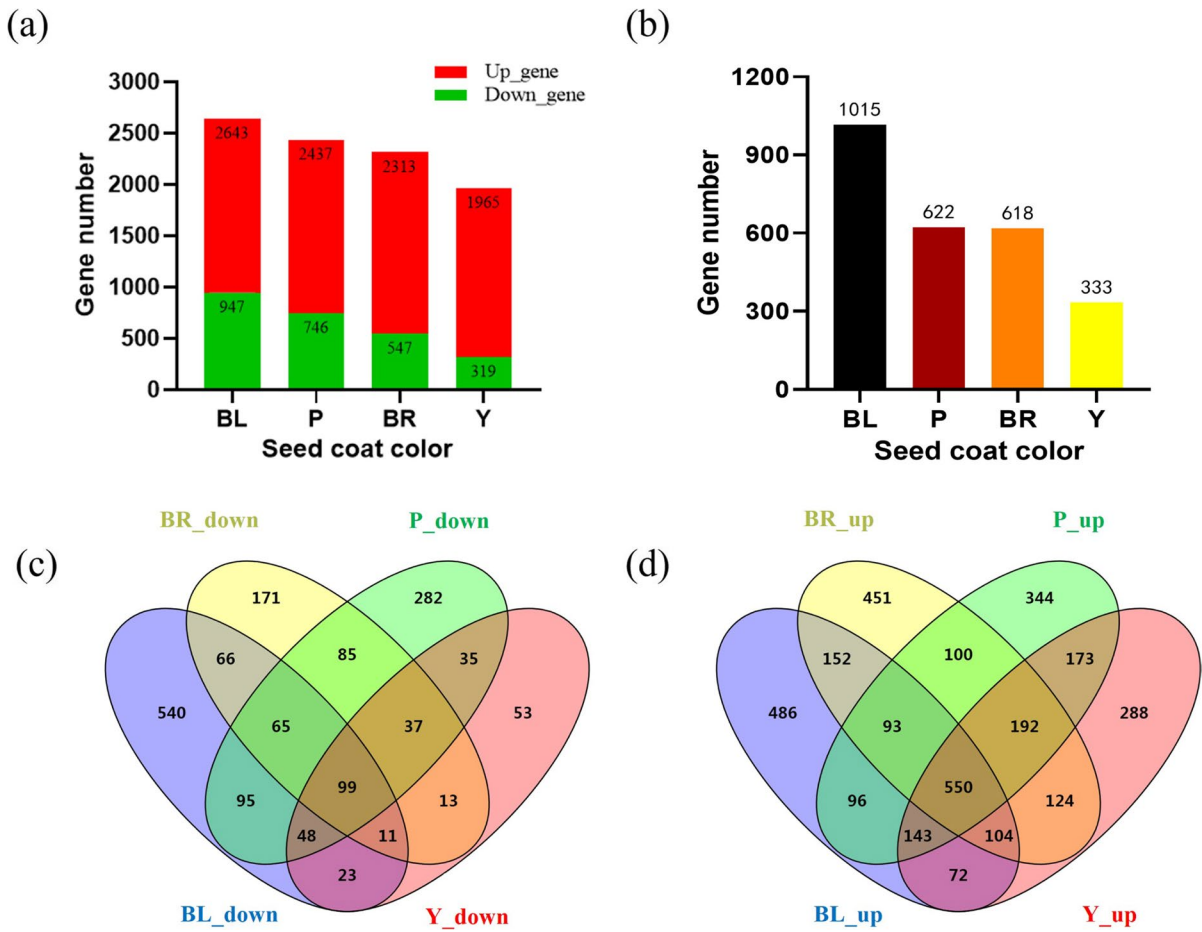 (a)
Gene number
3000
2500
2000
1500
1000
500
0
Up_gene
Down_gene
2643
2437
2313
1965
947
746
547
319
BL P BR Y
Seed coat color
(b)
Gene number
1200
900
600
300
0
1015
622
618
333
BL P BR Y
Seed coat color
(c)
BR_down P_down
171 282
66 85 35
540 65 37 53
95 99 13
48 11
23
BL_down Y_down
(d)
BR_up P_up
451 344
152 100 173
486 93 192 288
96 550 124
143 104
72
BL_up Y_up